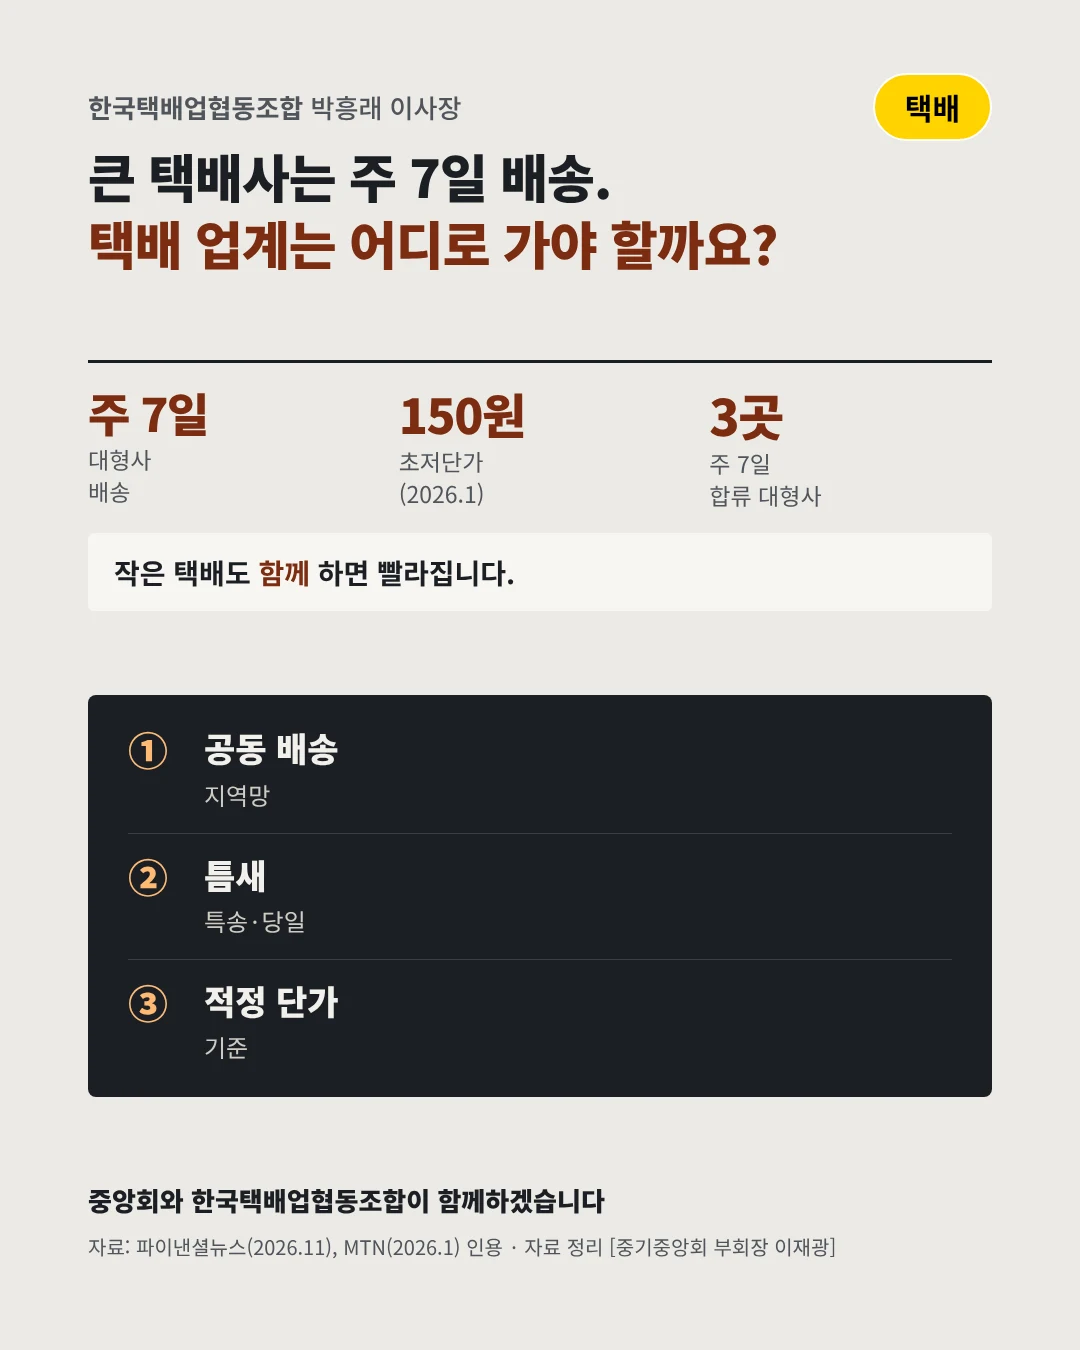 한국택배업협동조합 박흥래 이사장
택배
큰 택배사는 주 7일 배송.
택배 업계는 어디로 가야 할까요?
주 7일
대형사
배송
150원
초저단가
(2026.1)
3곳
주 7일
합류 대형사
작은 택배도 함께 하면 빨라집니다.
① 공동 배송
지역망
② 틈새
특송·당일
③ 적정 단가
기준
중앙회와 한국택배업협동조합이 함께하겠습니다
자료: 파이낸셜뉴스(2026.11), MTN(2026.1) 인용 · 자료 정리 [중기중앙회 부회장 이재광]